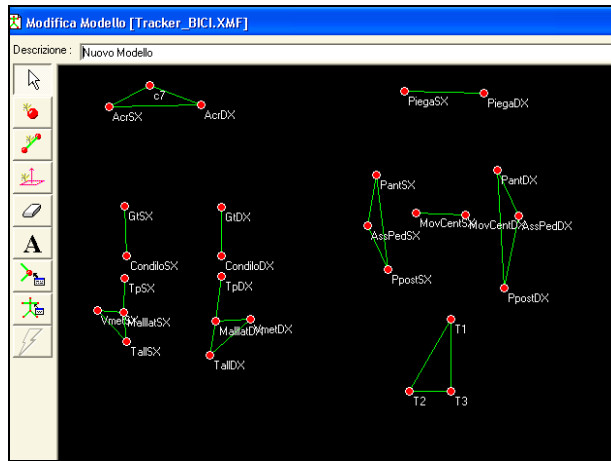 Modifica Modello [Tracker_BICI.XMF]
Descrizione : Nuovo Modello
A
c7
AcrSX
AcrDX
PiegaSX
PiegaDX
PantSX
PantDX
GtSX
GtDX
AssPedSX
MovCentSX
MovCentDX
AssPedDX
CondiloSX
CondiloDX
PpostSX
PpostDX
TpSX
TpDX
VmetSX
MallatSX
MallatDX
VmetDX
TallSX
TallDX
T1
T2
T3